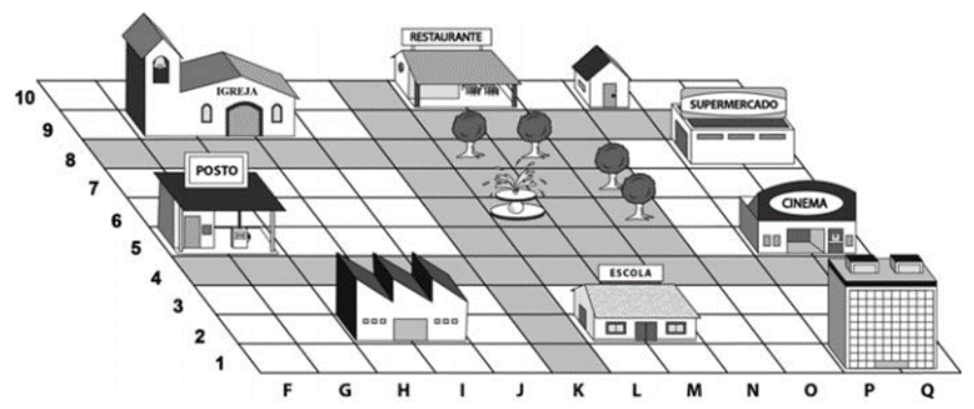 RESTAURANTE
IGREJA
SUPERMERCADO
10
9
8
POSTO
7
CINEMA
6
5
ESCOLA
4
3
2
1
F G H I J K L M N O P Q